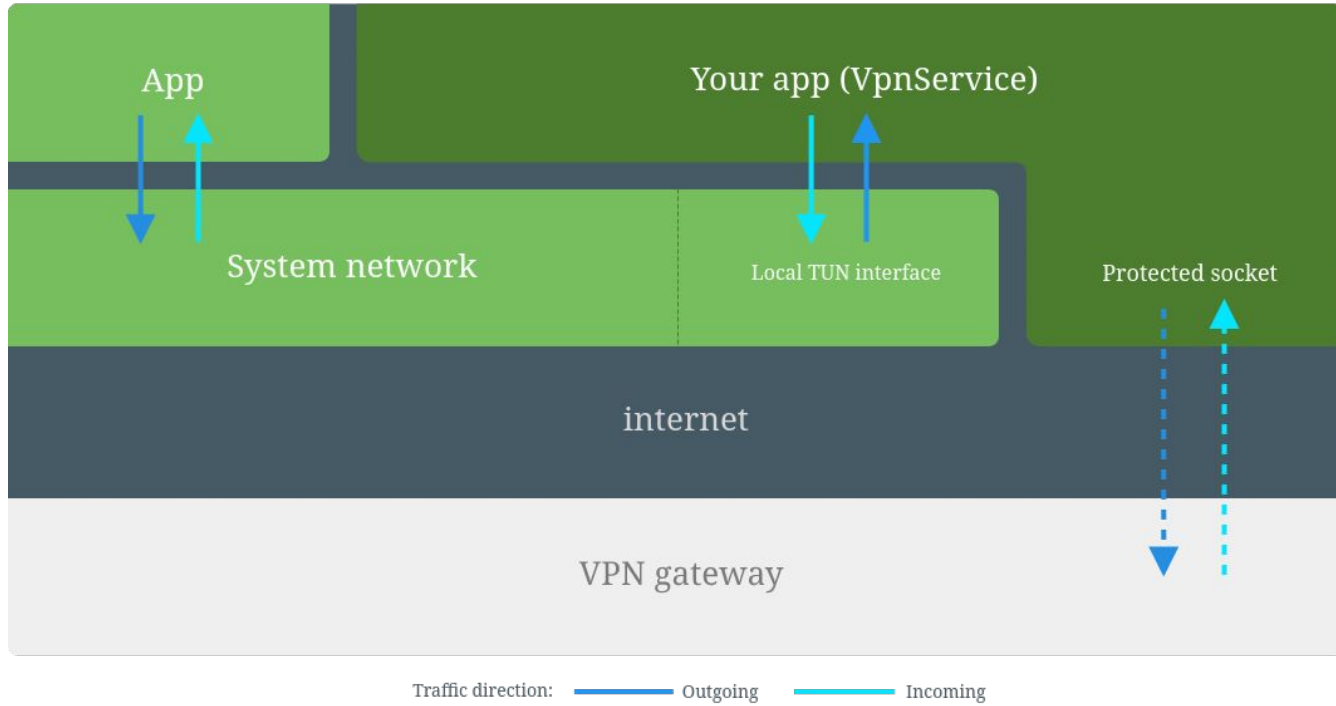 App
Your app (VpnService)
System network
Local TUN interface
Protected socket
internet
VPN gateway
Traffic direction: Outgoing Incoming